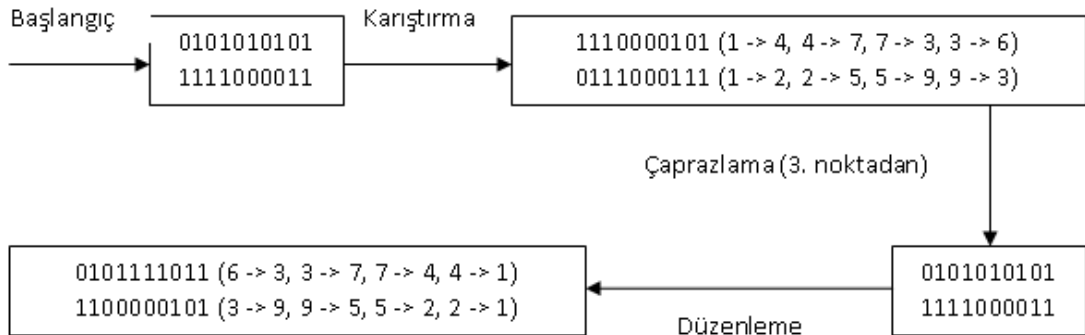 Başlangıç
0101010101
1111000011
Karıştırma
1110000101 (1 -> 4, 4 -> 7, 7 -> 3, 3 -> 6)
0111000111 (1 -> 2, 2 -> 5, 5 -> 9, 9 -> 3)
Çaprazlama (3. noktadan)
0101010101
1111000011
Düzenleme
0101111011 (6 -> 3, 3 -> 7, 7 -> 4, 4 -> 1)
1100000101 (3 -> 9, 9 -> 5, 5 -> 2, 2 -> 1)